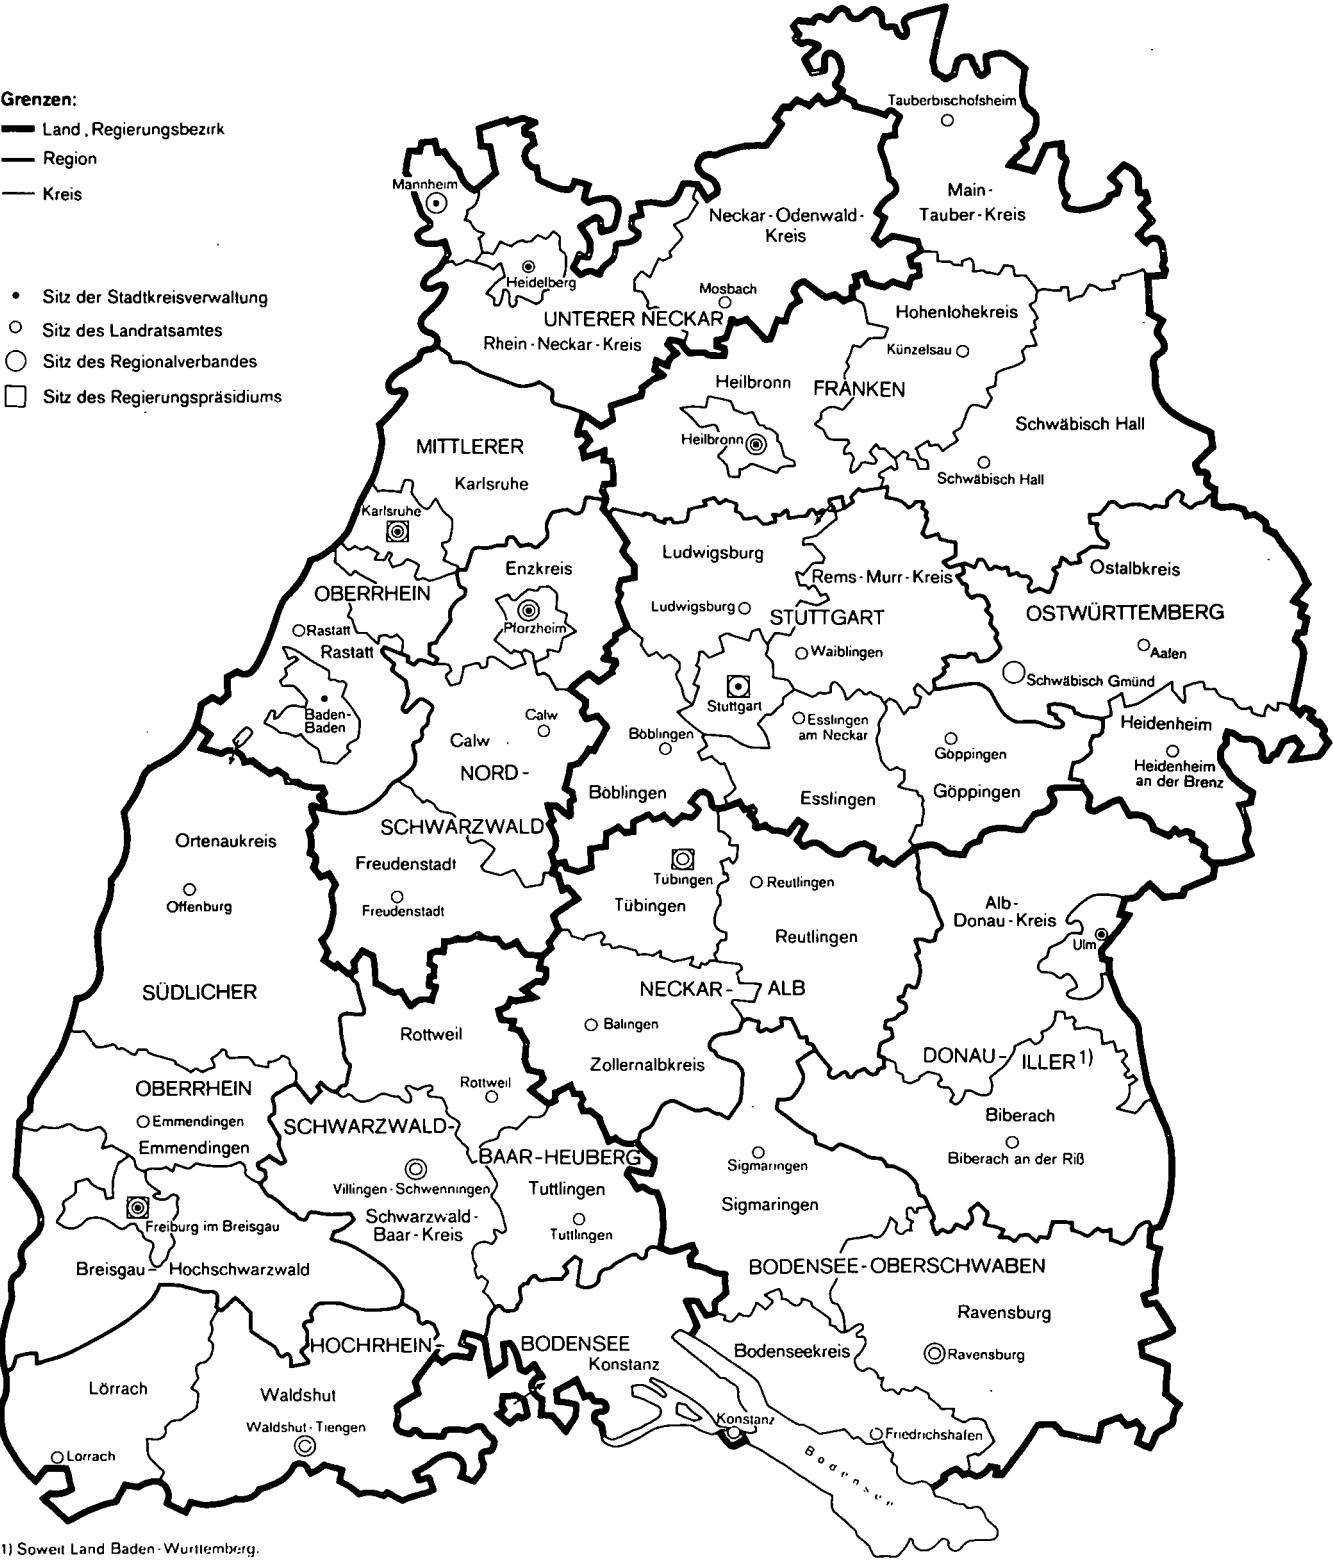 Grenzen:
Land, Regierungsbezirk
Region
Kreis
Sitz der Stadtkreisverwaltung
Sitz des Landratsamtes
Sitz des Regionalverbandes
Sitz des Regierungspräsidiums
Tauberbischofsheim
Main-
Tauber-Kreis
Mannheim
Neckar-Odenwald-
Kreis
Heidelberg
Mosbach
UNTERER NECKAR
Rhein-Neckar-Kreis
Hohenlohekreis
Künzelsau
Heilbronn
FRANKEN
Heilbronn
Schwäbisch Hall
Schwäbisch Hall
MITTLERER
Karlsruhe
Karlsruhe
OBERRHEIN
Rastatt
Rastatt
Baden-
Baden
Enzkreis
Pforzheim
Ludwigsburg
Ludwigsburg
Rems-Murr-Kreis
STUTTGART
Waiblingen
Stuttgart
Ostalbkreis
OSTWÜRTTEMBERG
Aalen
Schwäbisch Gmünd
Heidenheim
Heidenheim
an der Brenz
Calw
Calw
NORD-
SCHWARZWALD
Böblingen
Böblingen
Esslingen
am Neckar
Esslingen
Göppingen
Göppingen
Freudenstadt
Freudenstadt
Ortenaukreis
Offenburg
SÜDLICHER
Tübingen
Tübingen
Reutlingen
Reutlingen
Alb-
Donau-Kreis
Ulm
NECKAR-ALB
Balingen
Zollernalbkreis
DONAU-ILLER 1)
Biberach
Biberach an der Riß
Rottweil
Rottweil
OBERRHEIN
Emmendingen
Emmendingen
SCHWARZWALD-
BAAR-HEUBERG
Villingen-Schwenningen
Schwarzwald-
Baar-Kreis
Tuttlingen
Tuttlingen
Sigmaringen
Sigmaringen
Freiburg im Breisgau
Breisgau-Hochschwarzwald
BODENSEE-OBERSCHWABEN
Ravensburg
Ravensburg
Bodenseekreis
Friedrichshafen
HOCHRHEIN-
BODENSEE
Konstanz
Konstanz
Lörrach
Lörrach
Waldshut
Waldshut-Tiengen
Bodensee
1) Soweit Land Baden-Württemberg.